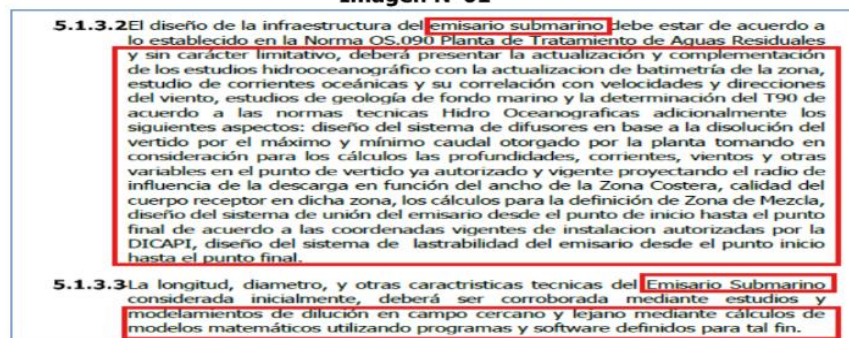 Imagen N° 01
5.1.3.2El diseño de la infraestructura del emisario submarino debe estar de acuerdo a
lo establecido en la Norma OS.090 Planta de Tratamiento de Aguas Residuales
y sin carácter limitativo, deberá presentar la actualización y complementación
de los estudios hidrooceanográfico con la actualizacion de batimetría de la zona,
estudio de corrientes oceánicas y su correlación con velocidades y direcciones
del viento, estudios de geología de fondo marino y la determinación del T90 de
acuerdo a las normas tecnicas Hidro Oceanograficas adicionalmente los
siguientes aspectos: diseño del sistema de difusores en base a la disolución del
vertido por el máximo y mínimo caudal otorgado por la planta tomando en
consideración para los cálculos las profundidades, corrientes, vientos y otras
variables en el punto de vertido ya autorizado y vigente proyectando el radio de
influencia de la descarga en función del ancho de la Zona Costera, calidad del
cuerpo receptor en dicha zona, los cálculos para la definición de Zona de Mezcla,
diseño del sistema de unión del emisario desde el punto de inicio hasta el punto
final de acuerdo a las coordenadas vigentes de instalacion autorizadas por la
DICAPI, diseño del sistema de lastrabilidad del emisario desde el punto inicio
hasta el punto final.
5.1.3.3La longitud, diametro, y otras caractristicas tecnicas del Emisario Submarino
considerada inicialmente, deberá ser corroborada mediante estudios y
modelamientos de dilución en campo cercano y lejano mediante cálculos de
modelos matemáticos utilizando programas y software definidos para tal fin.